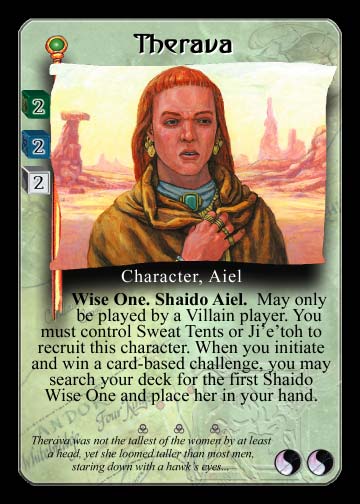 Therava
2
2
2
Character, Aiel
Wise One. Shaido Aiel. May only
be played by a Villain player. You
must control Sweat Tents or Ji'e'toh to
recruit this character. When you initiate
and win a card-based challenge, you may
search your deck for the first Shaido
Wise One and place her in your hand.
Therava was not the tallest of the women by at least
a head, yet she loomed taller than most men,
staring down with a hawk's eyes...